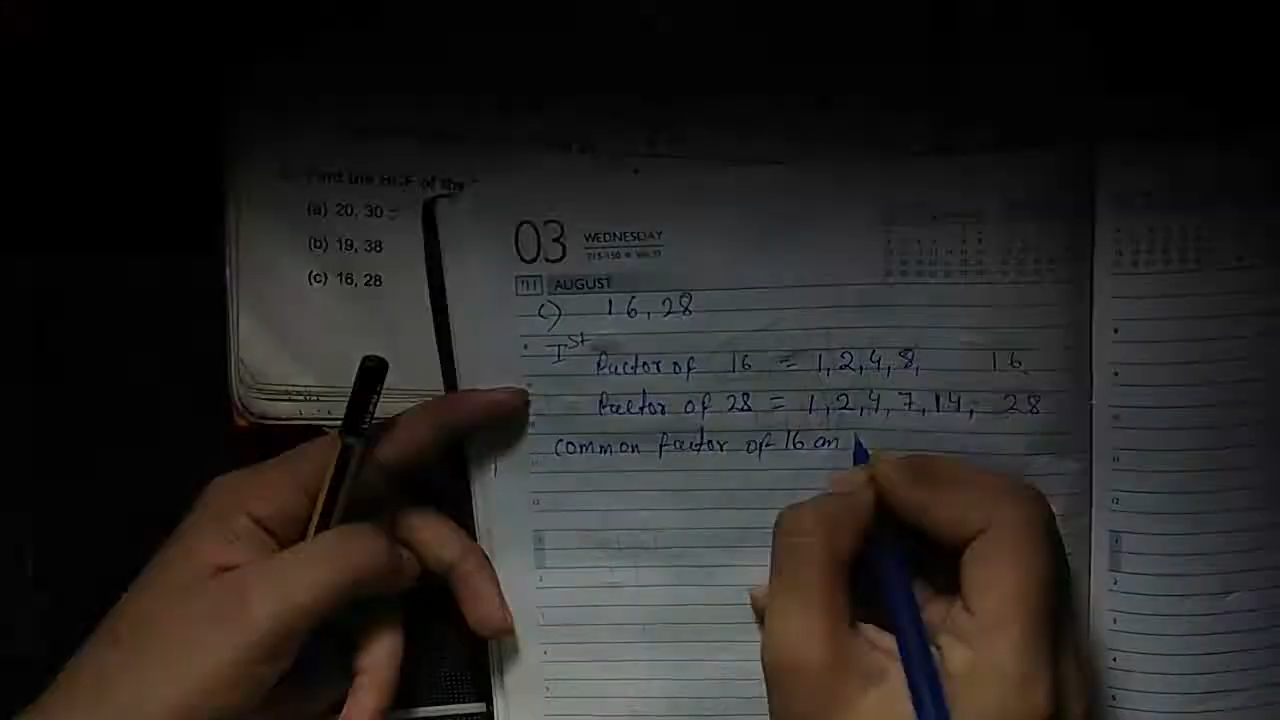 Find the HCF of the
(a) 20, 30 =
(b) 19, 38
(c) 16, 28
03 WEDNESDAY
AUGUST
c) 16, 28
Ist
Factor of 16 = 1, 2, 4, 8, 16
Factor of 28 = 1, 2, 4, 7, 14, 28
common factor of 16 an